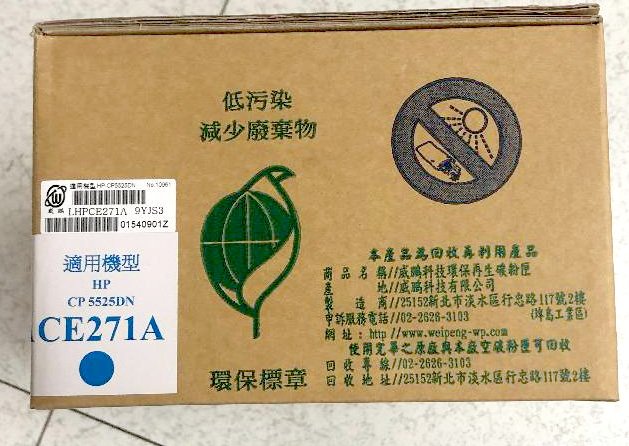 低污染
減少廢棄物
適用機型 HP CP5525DN No.10961
威鵬
LHPCE271A 9YJS3
01540901Z
適用機型
HP
CP 5525DN
CE271A
環保標章
本產品為回收再利用產品
商品名稱//威鵬科技環保再生碳粉匣
產 地//威鵬科技有限公司
製造商//25152新北市淡水區行忠路117號2樓
申訴服務電話//02-2626-3103 (埤島工業區)
網址：http://www.weipeng-wp.com
使用完畢之原廠與本廠空碳粉匣可回收
回收專線//02-2626-3103
回收地址//25152新北市淡水區行忠路117號2樓